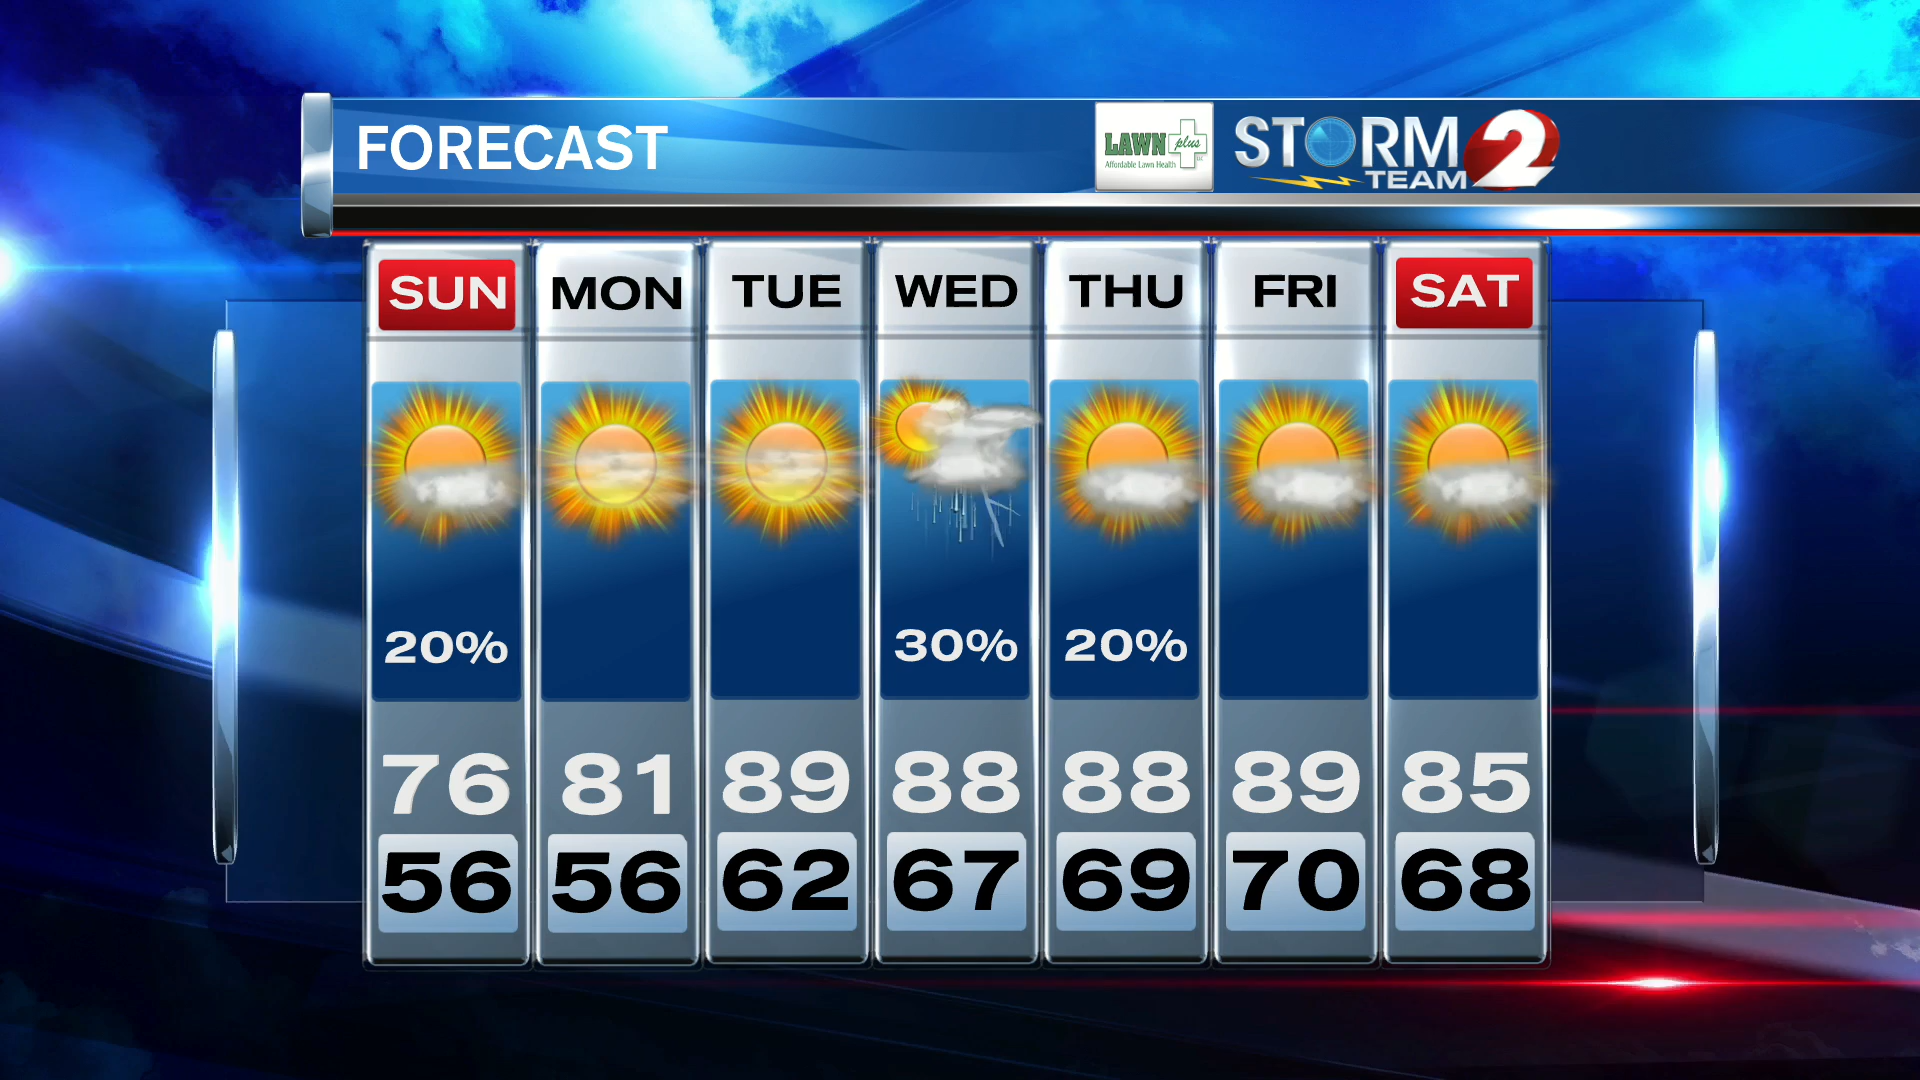 FORECAST
LAWN plus
Affordable Lawn Health
STORM
TEAM 2
SUN MON TUE WED THU FRI SAT
20% 30% 20%
76 81 89 88 88 89 85
56 56 62 67 69 70 68